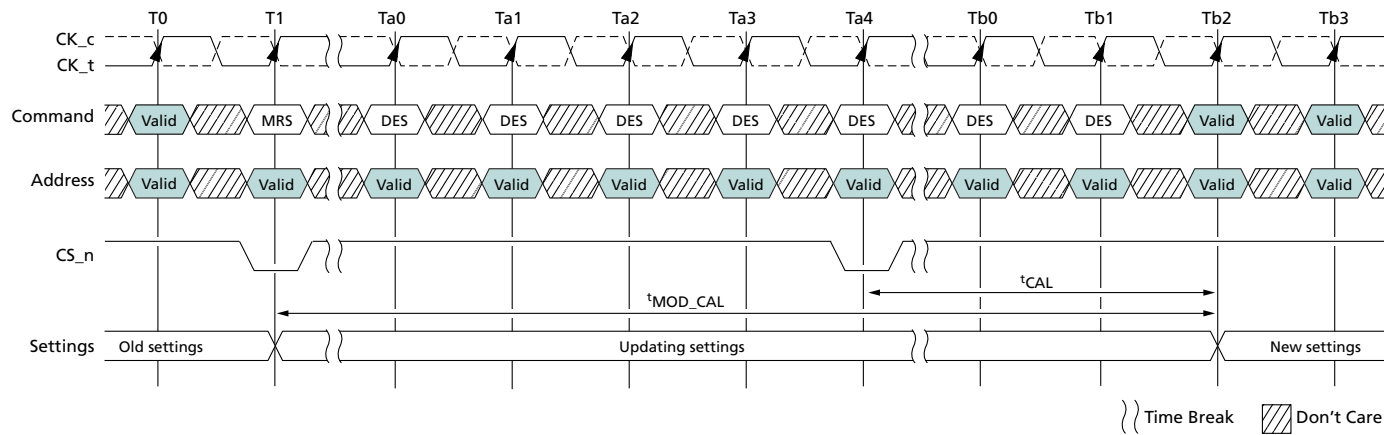 T0 T1 Ta0 Ta1 Ta2 Ta3 Ta4 Tb0 Tb1 Tb2 Tb3
CK_c
CK_t
Command Valid MRS DES DES DES DES DES DES DES Valid Valid
Address Valid Valid Valid Valid Valid Valid Valid Valid Valid Valid Valid
CS_n
tCAL
tMOD_CAL
Settings Old settings Updating settings New settings
Time Break Don't Care